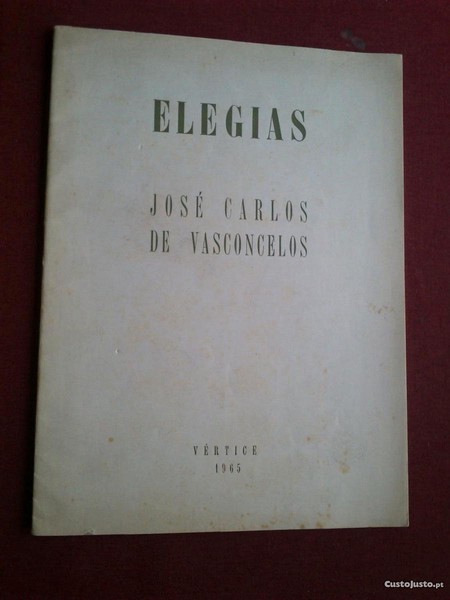 ELEGIAS
JOSÉ CARLOS
DE VASCONCELOS
VÉRTICE
1965
CustoJusto.pt